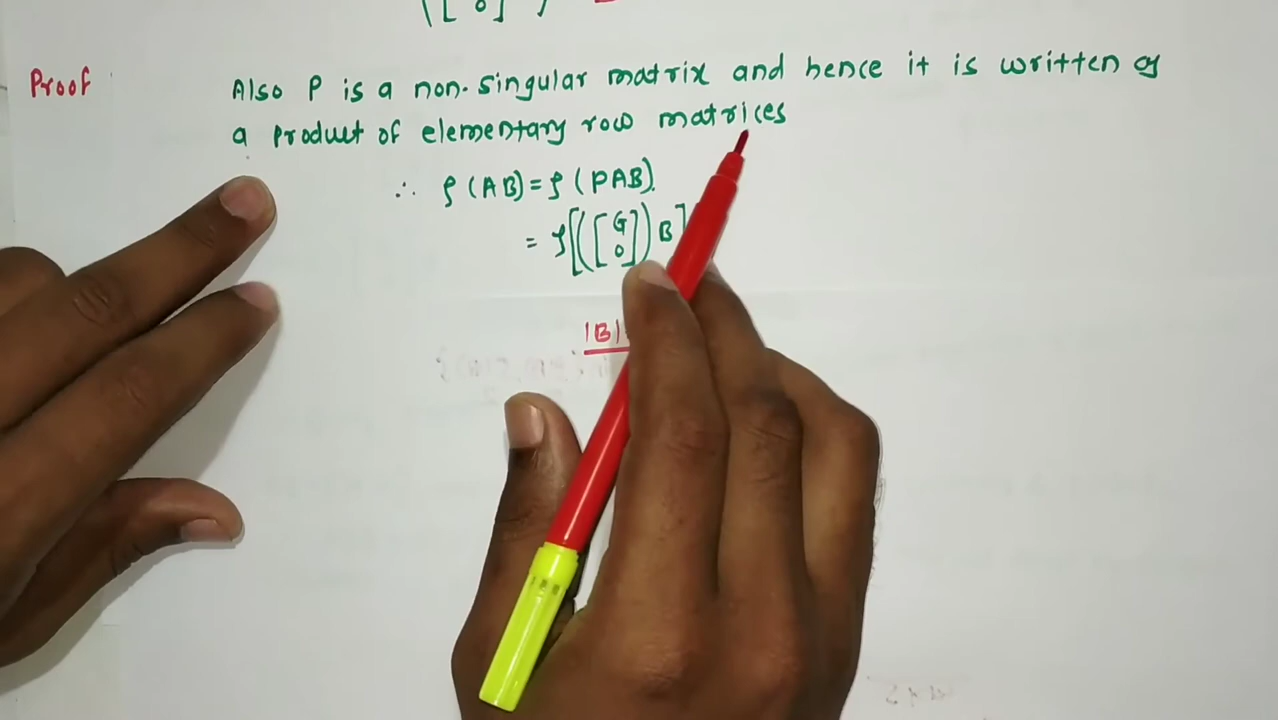 ([ 0 ] )
Proof
Also P is a non-singular matrix and hence it is written as
a product of elementary row matrices
∴ ρ(AB) = ρ(PAB).
= ρ[([G 0])B]
|B|